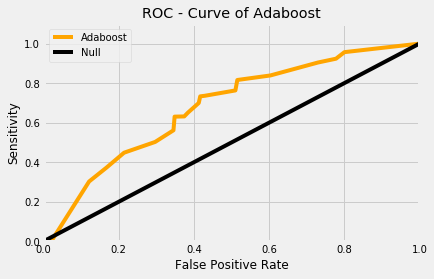 ROC - Curve of Adaboost
Adaboost
Null
Sensitivity
1.0
0.8
0.6
0.4
0.2
0.0
0.0 0.2 0.4 0.6 0.8 1.0
False Positive Rate